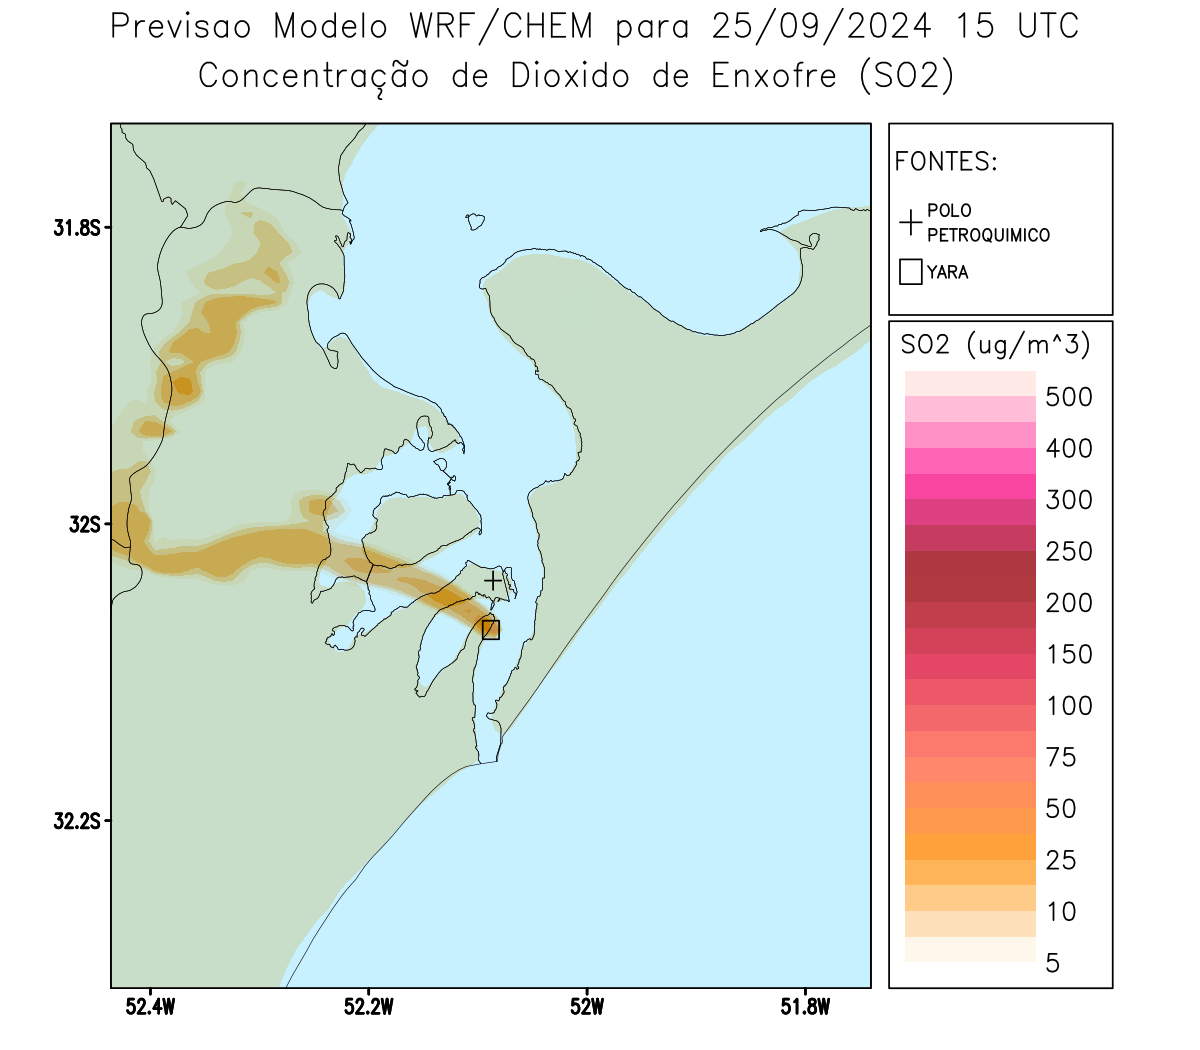 Previsao Modelo WRF/CHEM para 25/09/2024 15 UTC
Concentração de Dioxido de Enxofre (SO2)
FONTES:
POLO
PETROQUIMICO
YARA
SO2 (ug/m^3)
500
400
300
250
200
150
100
75
50
25
10
5
31.8S
32S
32.2S
52.4W
52.2W
52W
51.8W